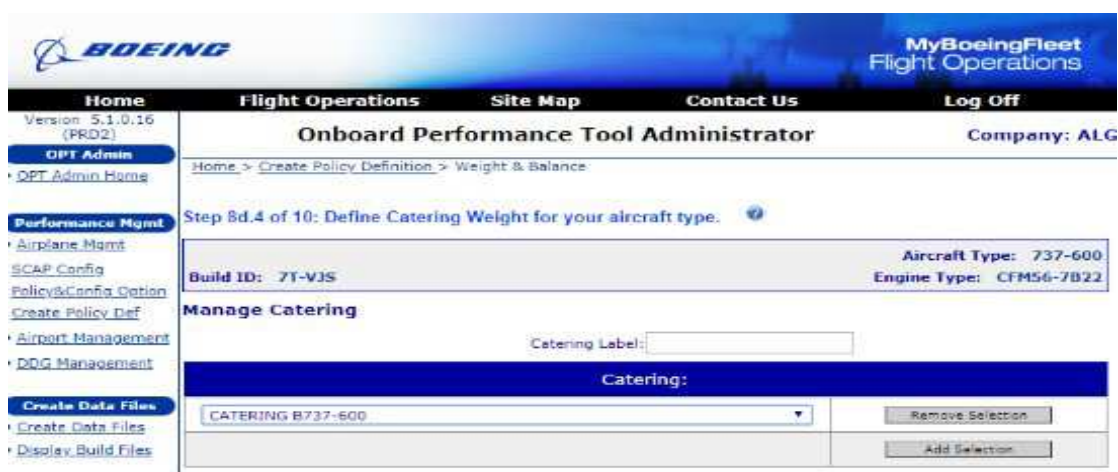 BOEING
MyBoeingFleet
Flight Operations
Home Flight Operations Site Map Contact Us Log Off
Version 5.1.0.16
(PRD2)
Onboard Performance Tool Administrator
Company: ALG
OPT Admin
OPT Admin Home
Home > Create Policy Definition > Weight & Balance
Step 8d.4 of 10: Define Catering Weight for your aircraft type.
Performance Mgmt
Airplane Mgmt
SCAP Config
Policy&Config Option
Create Policy Def
Airport Management
DDG Management
Aircraft Type: 737-600
Build ID: 7T-VJS
Engine Type: CFM56-7B22
Manage Catering
Catering Label:
Catering:
CATERING B737-600
Remove Selection
Add Selection
Create Data Files
Create Data Files
Display Build Files